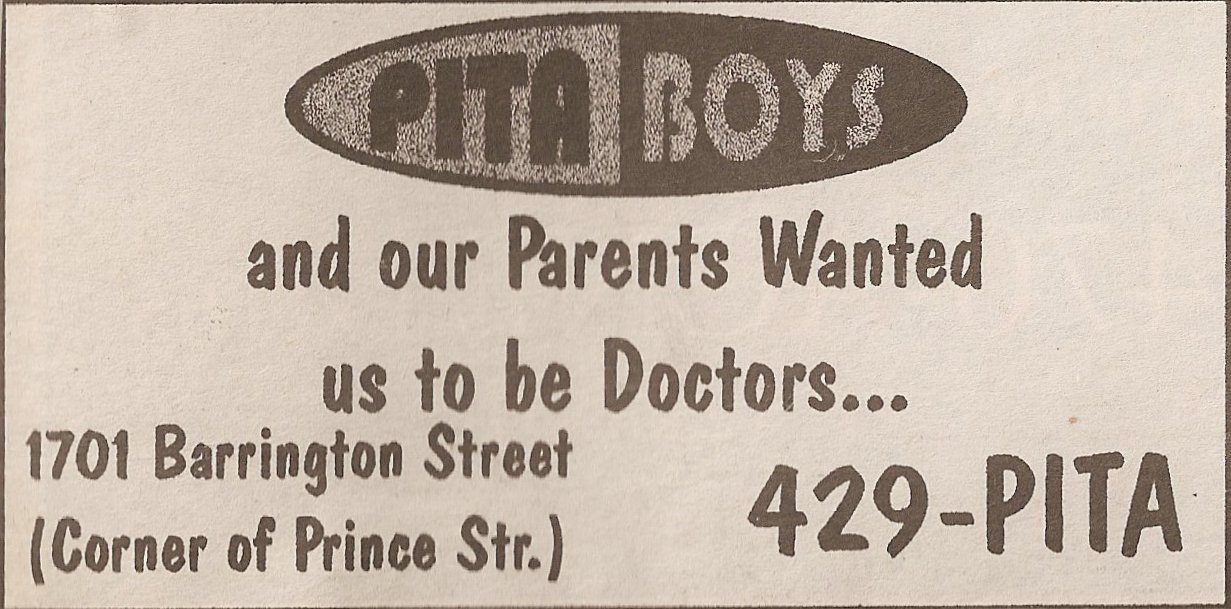 PITA BOYS
and our Parents Wanted
us to be Doctors...
1701 Barrington Street
(Corner of Prince Str.)
429-PITA